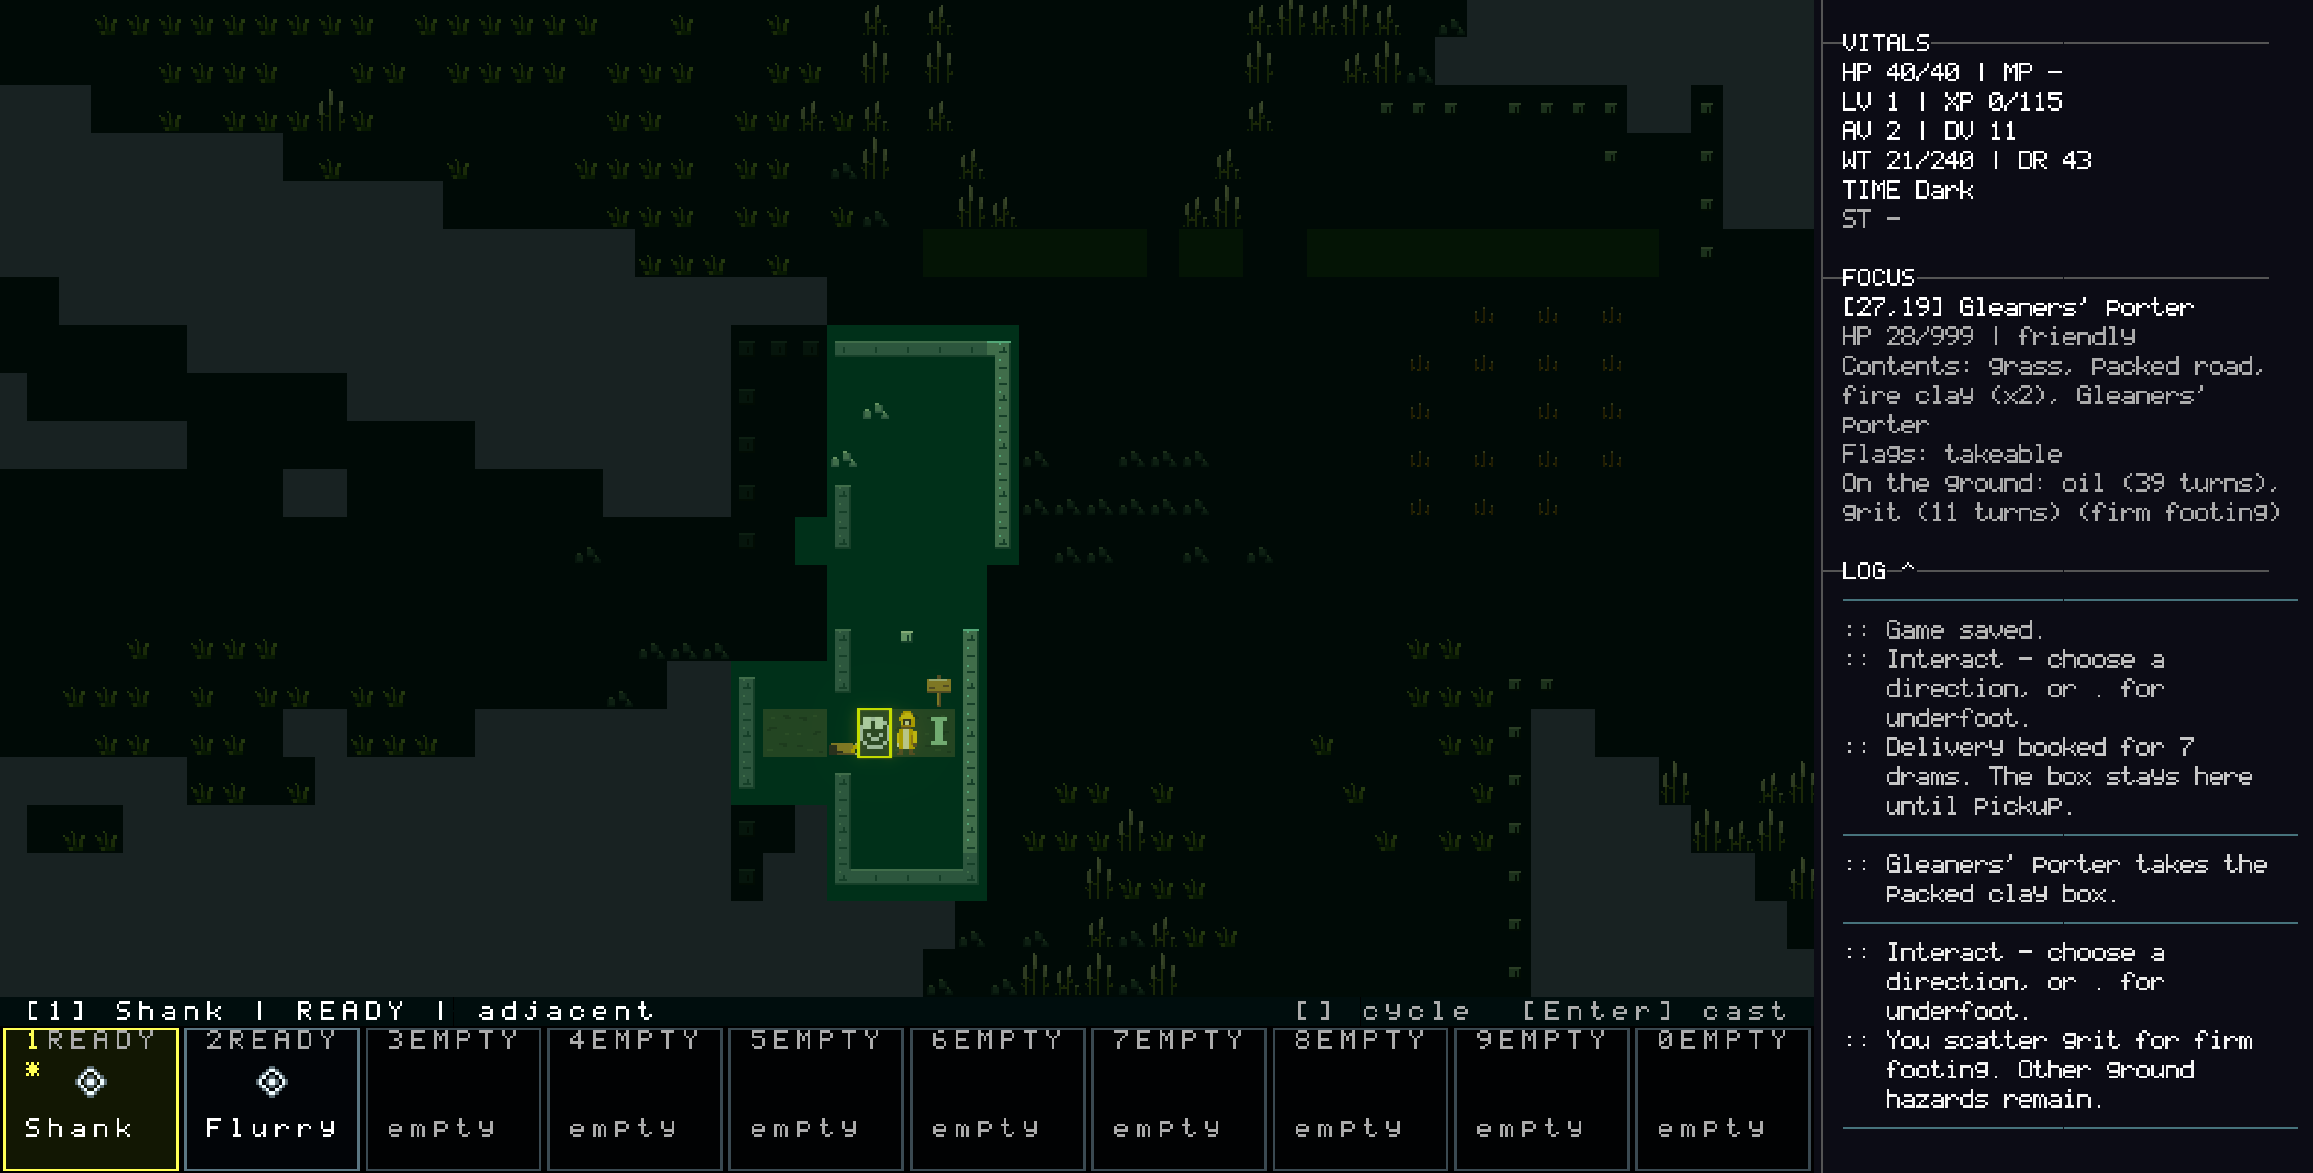 VITALS
HP 40/40 | MP -
LV 1 | XP 0/115
AV 2 | DV 11
WT 21/240 | DR 43
TIME Dark
ST -
FOCUS
[27,19] Gleaners' Porter
HP 28/999 | friendly
Contents: grass, Packed road,
fire clay (x2), Gleaners'
Porter
Flags: takeable
On the ground: oil (39 turns),
grit (11 turns) (firm footing)
LOG ^
:: Game saved.
:: Interact - choose a
direction, or . for
underfoot.
:: Delivery booked for 7
drams. The box stays here
until pickup.
:: Gleaners' Porter takes the
packed clay box.
:: Interact - choose a
direction, or . for
underfoot.
:: You scatter grit for firm
footing. Other ground
hazards remain.
[1] Shank | READY | adjacent [] cycle [Enter] cast
1READY 2READY 3EMPTY 4EMPTY 5EMPTY 6EMPTY 7EMPTY 8EMPTY 9EMPTY 0EMPTY
Shank Flurry empty empty empty empty empty empty empty empty